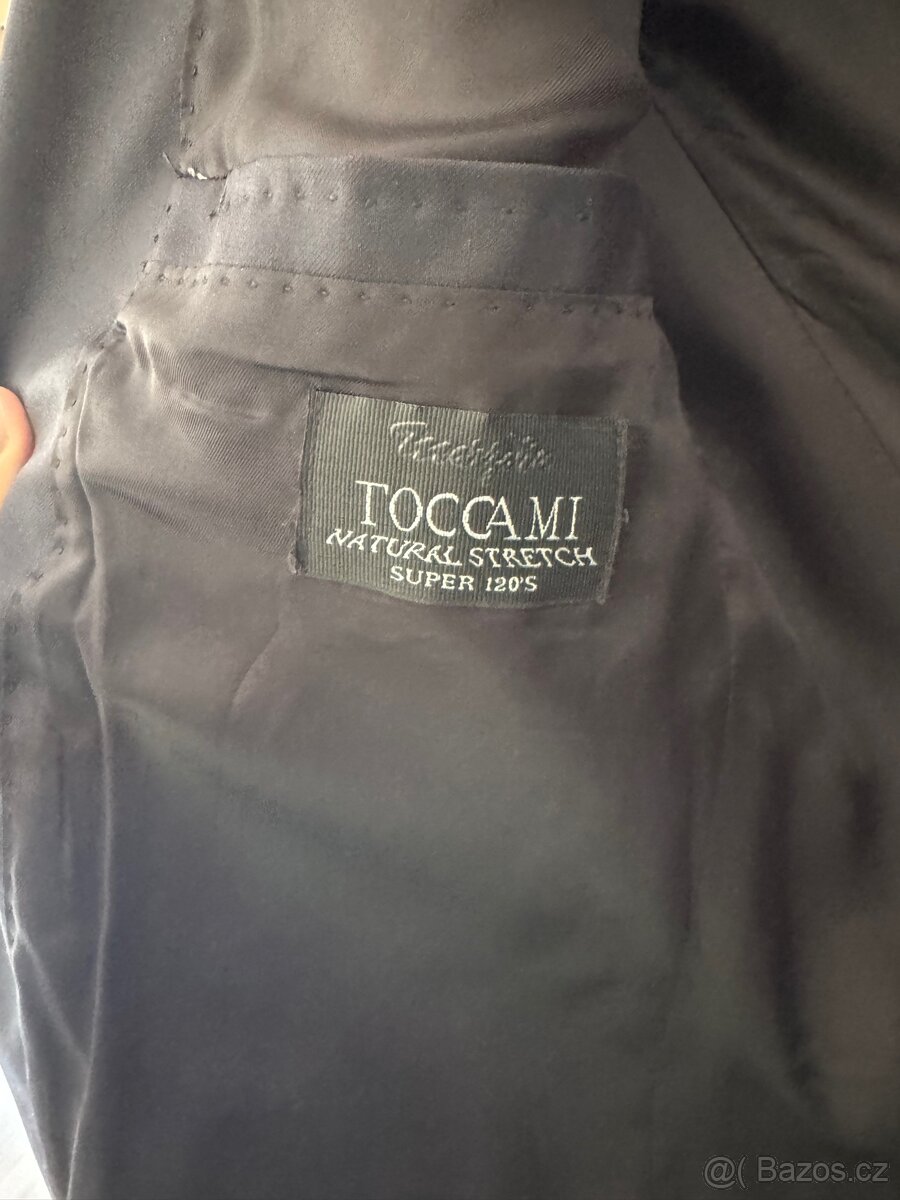 TOCCAMI
NATURAL STRETCH
SUPER 120'S
@( Bazos.cz